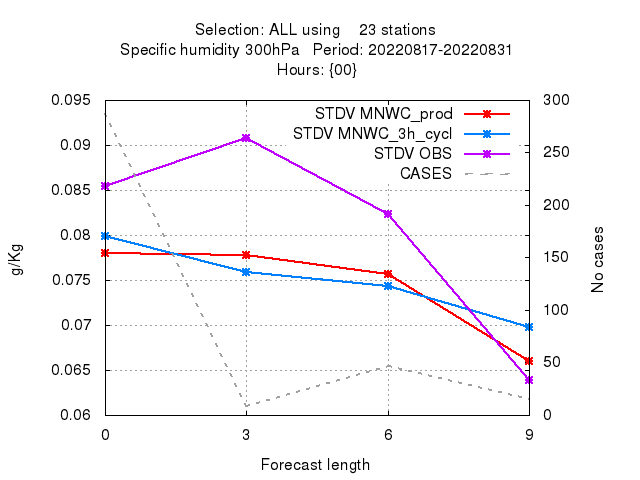 Selection: ALL using    23 stations
Specific humidity 300hPa   Period: 20220817-20220831
Hours: {00}
STDV MNWC_prod
STDV MNWC_3h_cycl
STDV OBS
CASES
0.095
0.09
0.085
0.08
0.075
0.07
0.065
0.06
g/Kg
300
250
200
150
100
50
0
No cases
0 3 6 9
Forecast length